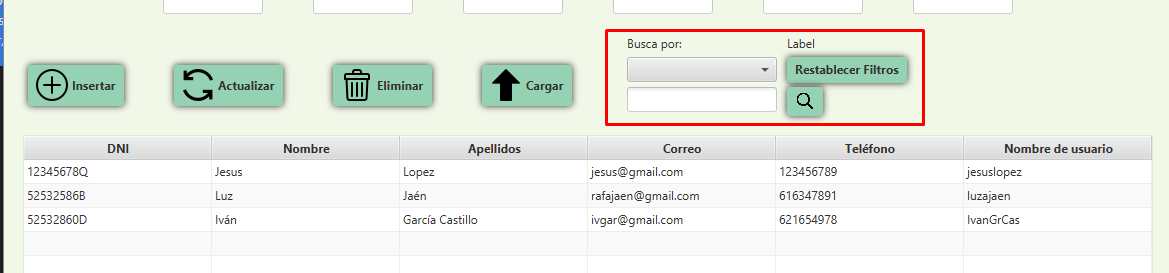 Busca por: Label
Restablecer Filtros
Insertar Actualizar Eliminar Cargar
DNI Nombre Apellidos Correo Teléfono Nombre de usuario
12345678Q Jesus Lopez jesus@gmail.com 123456789 jesuslopez
52532586B Luz Jaén rafajaen@gmail.com 616347891 luzajaen
52532860D Iván García Castillo ivgar@gmail.com 621654978 IvanGrCas